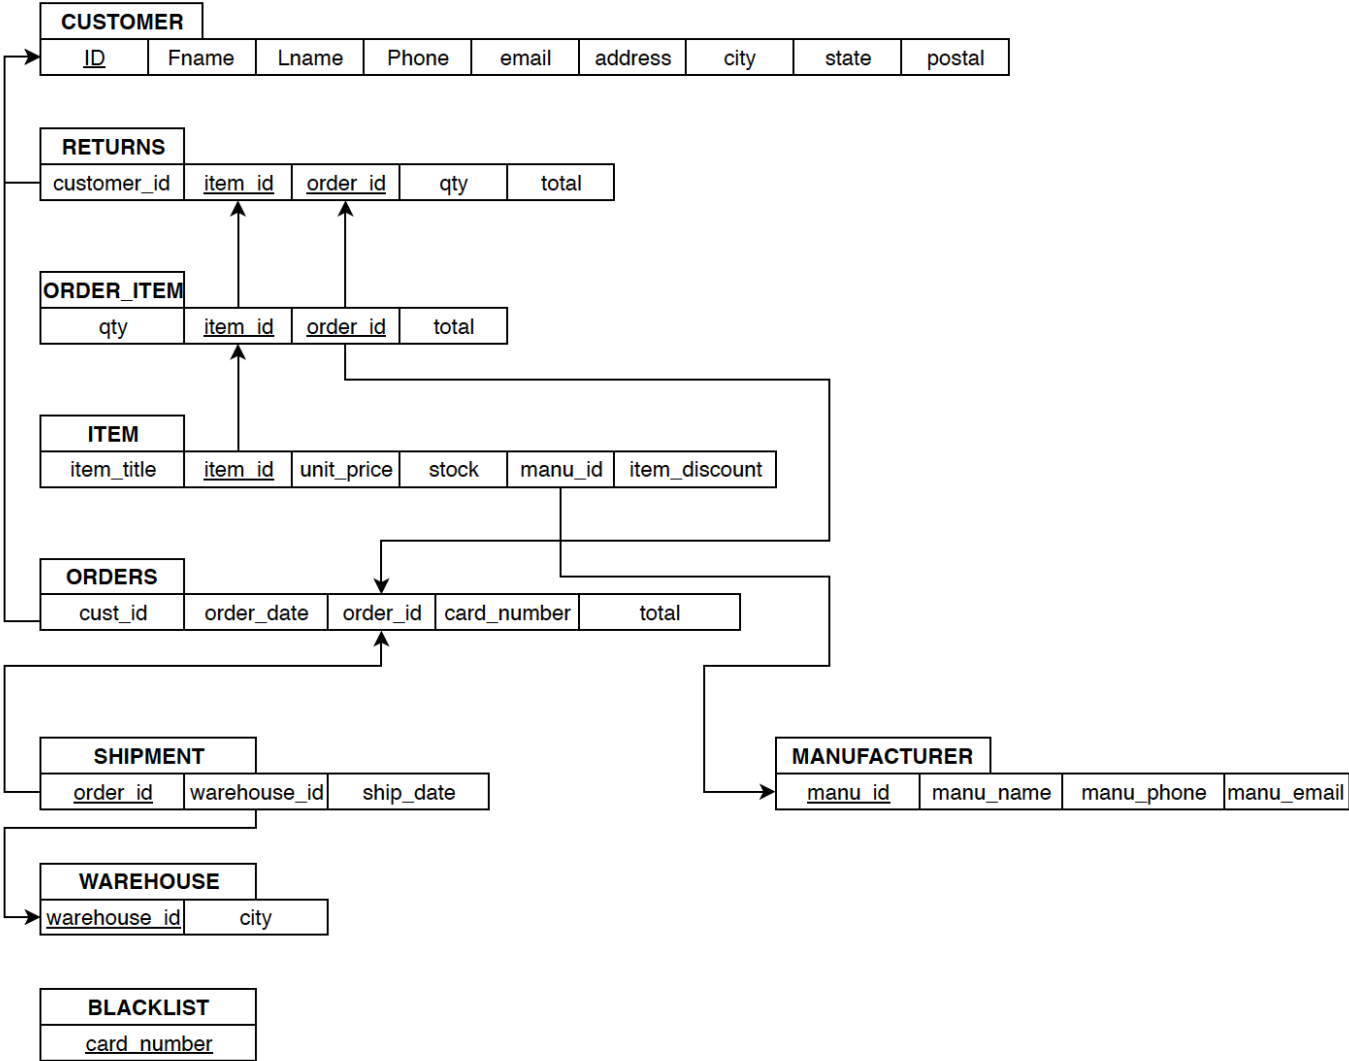 CUSTOMER
ID Fname Lname Phone email address city state postal
RETURNS
customer_id item_id order_id qty total
ORDER_ITEM
qty item_id order_id total
ITEM
item_title item_id unit_price stock manu_id item_discount
ORDERS
cust_id order_date order_id card_number total
SHIPMENT MANUFACTURER
order_id warehouse_id ship_date manu_id manu_name manu_phone manu_email
WAREHOUSE
warehouse_id city
BLACKLIST
card_number